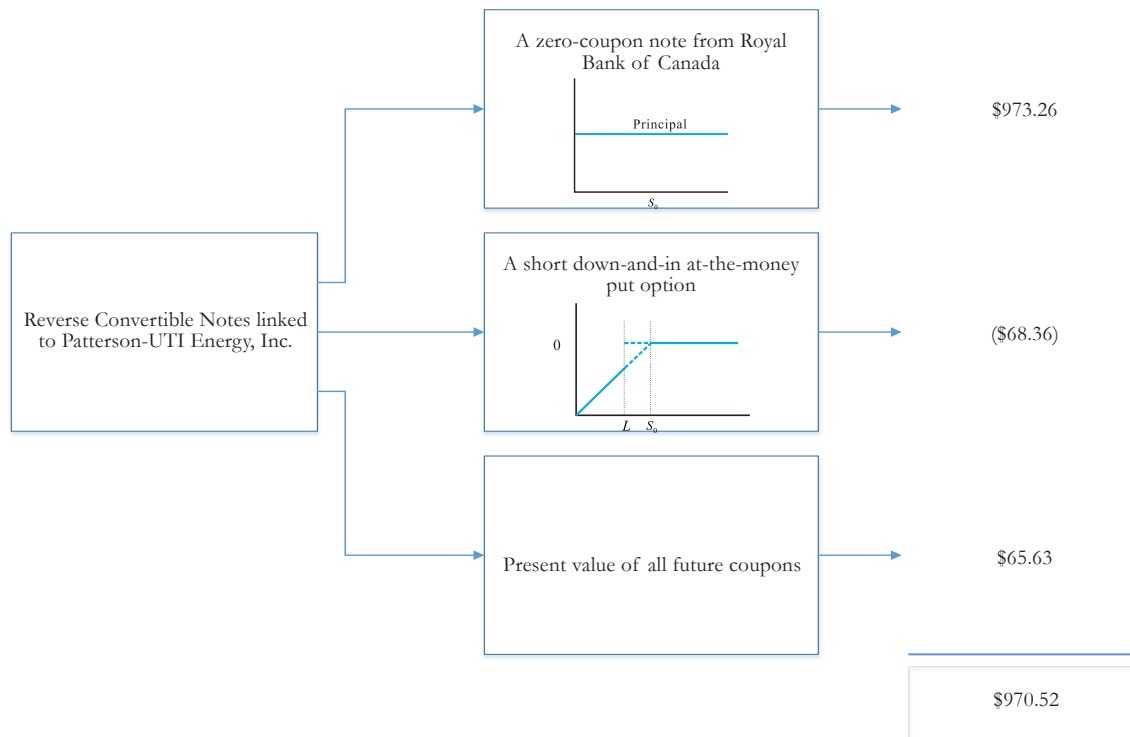 A zero-coupon note from Royal
Bank of Canada
Principal
S₀
$973.26
Reverse Convertible Notes linked
to Patterson-UTI Energy, Inc.
A short down-and-in at-the-money
put option
0
L S₀
($68.36)
Present value of all future coupons
$65.63
$970.52